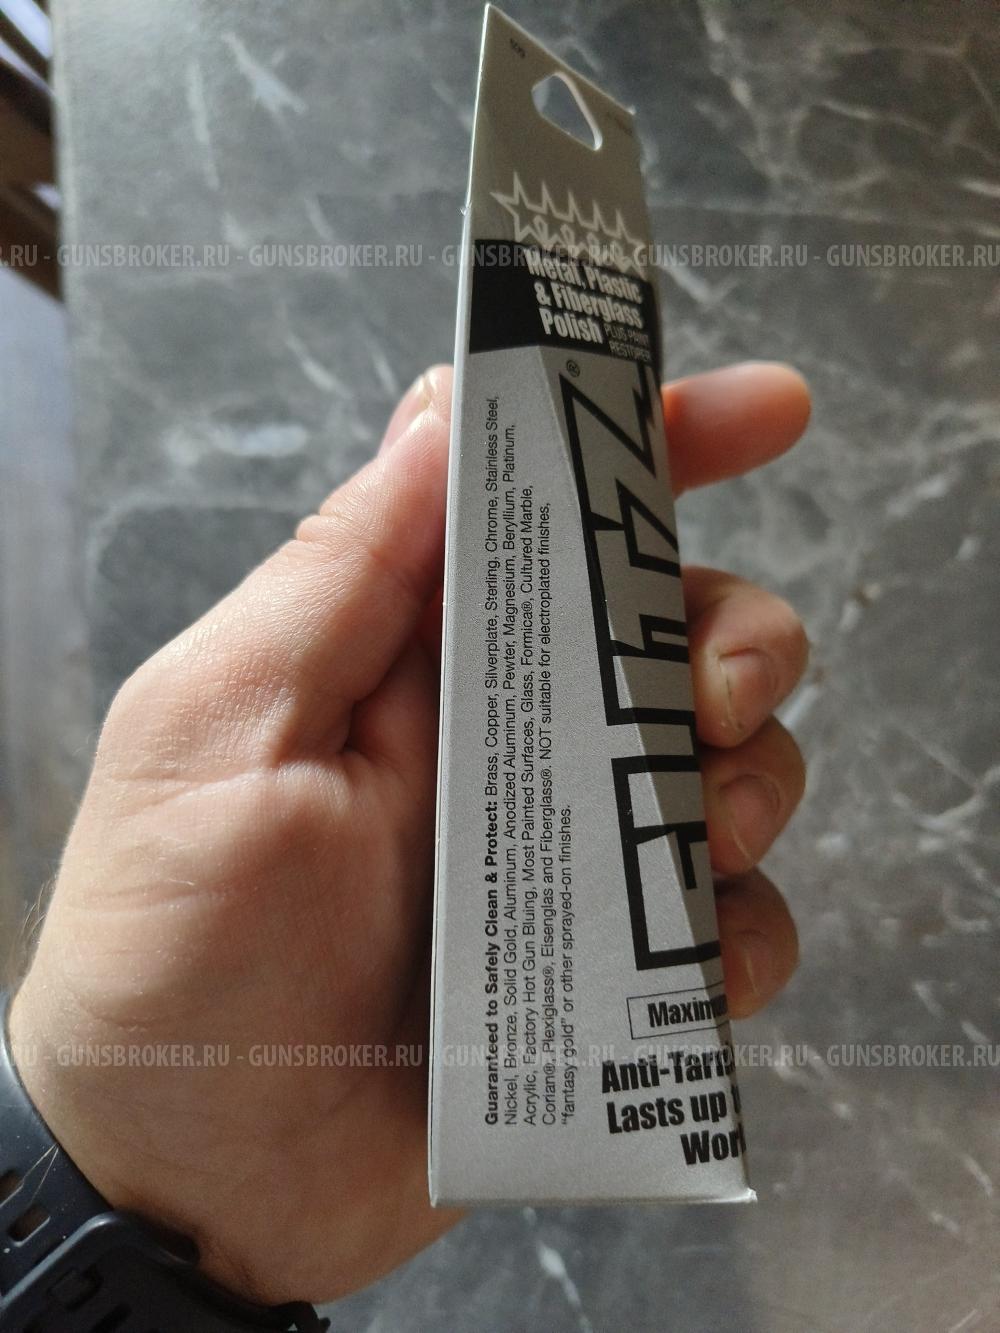 50g
GUNSBROKER.RU - GUNSBROKER.RU - GUNSBROKER.RU - GUNSBROKER.RU - GUNSBROKER.RU
Metal, Plastic
& Fiberglass
Polish PLUS PAINT
RESTORER
®
FLITZ
Guaranteed to Safely Clean & Protect: Brass, Copper, Silverplate, Sterling, Chrome, Stainless Steel,
Nickel, Bronze, Solid Gold, Aluminum, Anodized Aluminum, Pewter, Magnesium, Beryllium, Platinum,
Acrylic, Factory Hot Gun Bluing, Most Painted Surfaces, Glass, Formica®, Cultured Marble,
Corian®, Plexiglass®, Eisenglas and Fiberglass®. NOT suitable for electroplated finishes,
"fantasy gold" or other sprayed-on finishes.
Maximu
Anti-Tarn
Lasts up
Worl
GUNSBROKER.RU - GUNSBROKER.RU - GUNSBROKER.RU - GUNSBROKER.RU - GUNSBROKER.RU